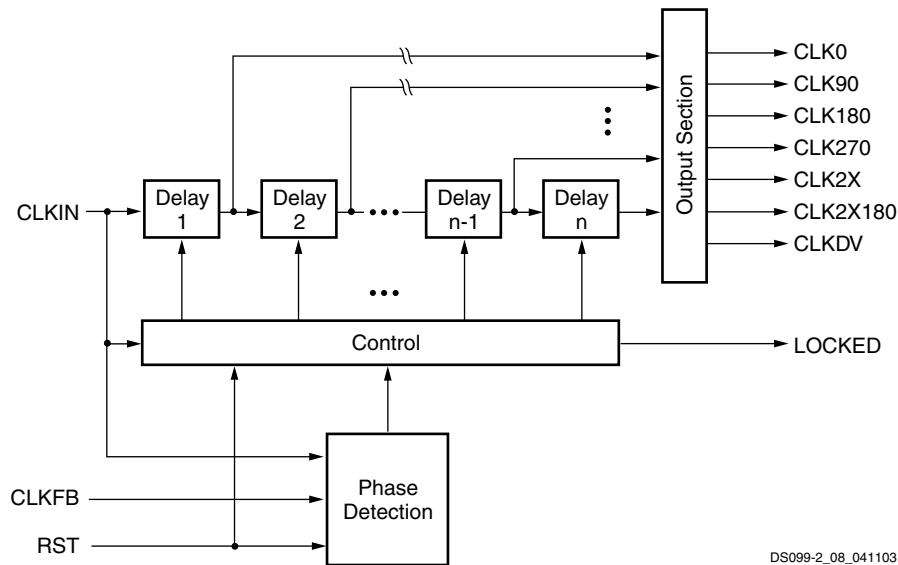 CLK0
CLK90
CLK180
CLK270
CLK2X
CLK2X180
CLKDV
Output Section
CLKIN
Delay
1
Delay
2
Delay
n-1
Delay
n
Control
LOCKED
Phase
Detection
CLKFB
RST
DS099-2_08_041103